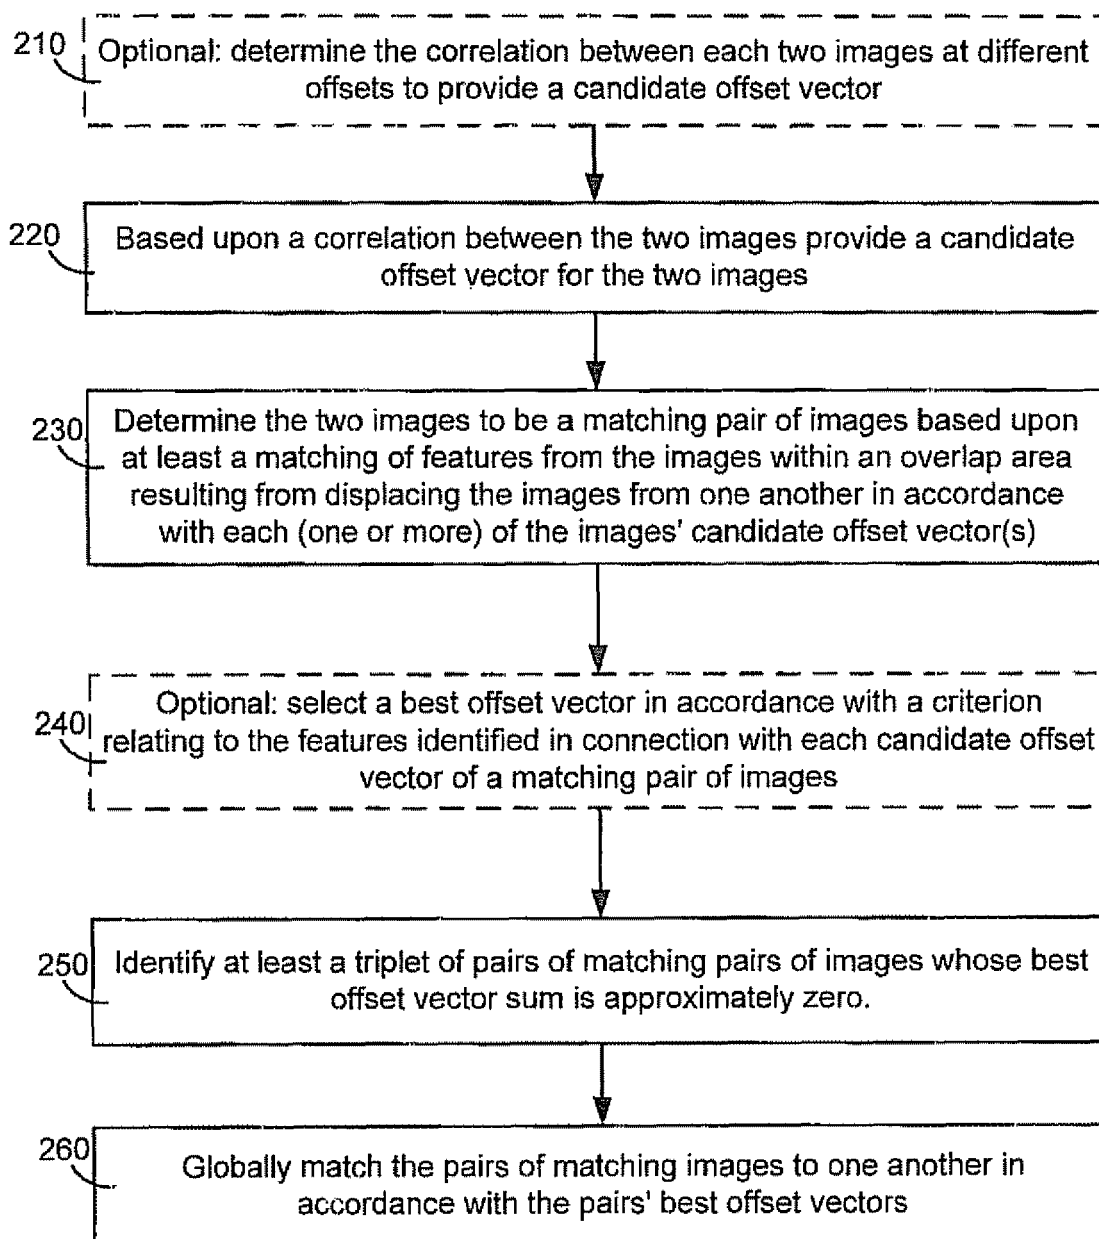 210 Optional: determine the correlation between each two images at different
offsets to provide a candidate offset vector
220 Based upon a correlation between the two images provide a candidate
offset vector for the two images
Determine the two images to be a matching pair of images based upon
230 at least a matching of features from the images within an overlap area
resulting from displacing the images from one another in accordance
with each (one or more) of the images' candidate offset vector(s)
Optional: select a best offset vector in accordance with a criterion
240 relating to the features identified in connection with each candidate offset
vector of a matching pair of images
250 Identify at least a triplet of pairs of matching pairs of images whose best
offset vector sum is approximately zero.
260 Globally match the pairs of matching images to one another in
accordance with the pairs' best offset vectors